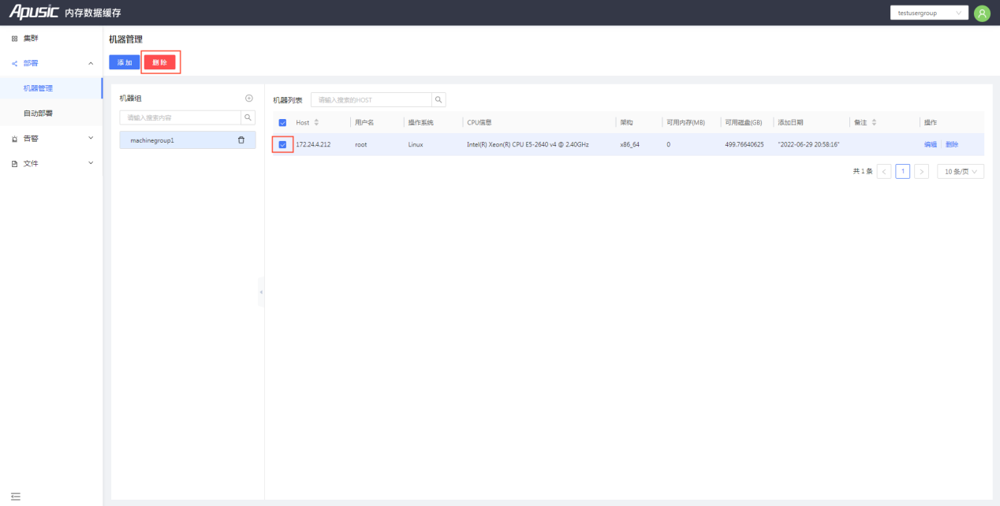 Apusic 内存数据缓存
testusergroup
集群
部署
机器管理
自动部署
告警
文件
机器管理
添加 删除
机器组
请输入搜索内容
machinegroup1
机器列表 请输入搜索的HOST
Host 用户名 操作系统 CPU信息 架构 可用内存(MB) 可用磁盘(GB) 添加日期 备注 操作
172.24.4.212 root Linux Intel(R) Xeon(R) CPU E5-2640 v4 @ 2.40GHz x86_64 0 499.76640625 "2022-06-29 20:58:16" 编辑 删除
共 1 条 < 1 > 10 条/页